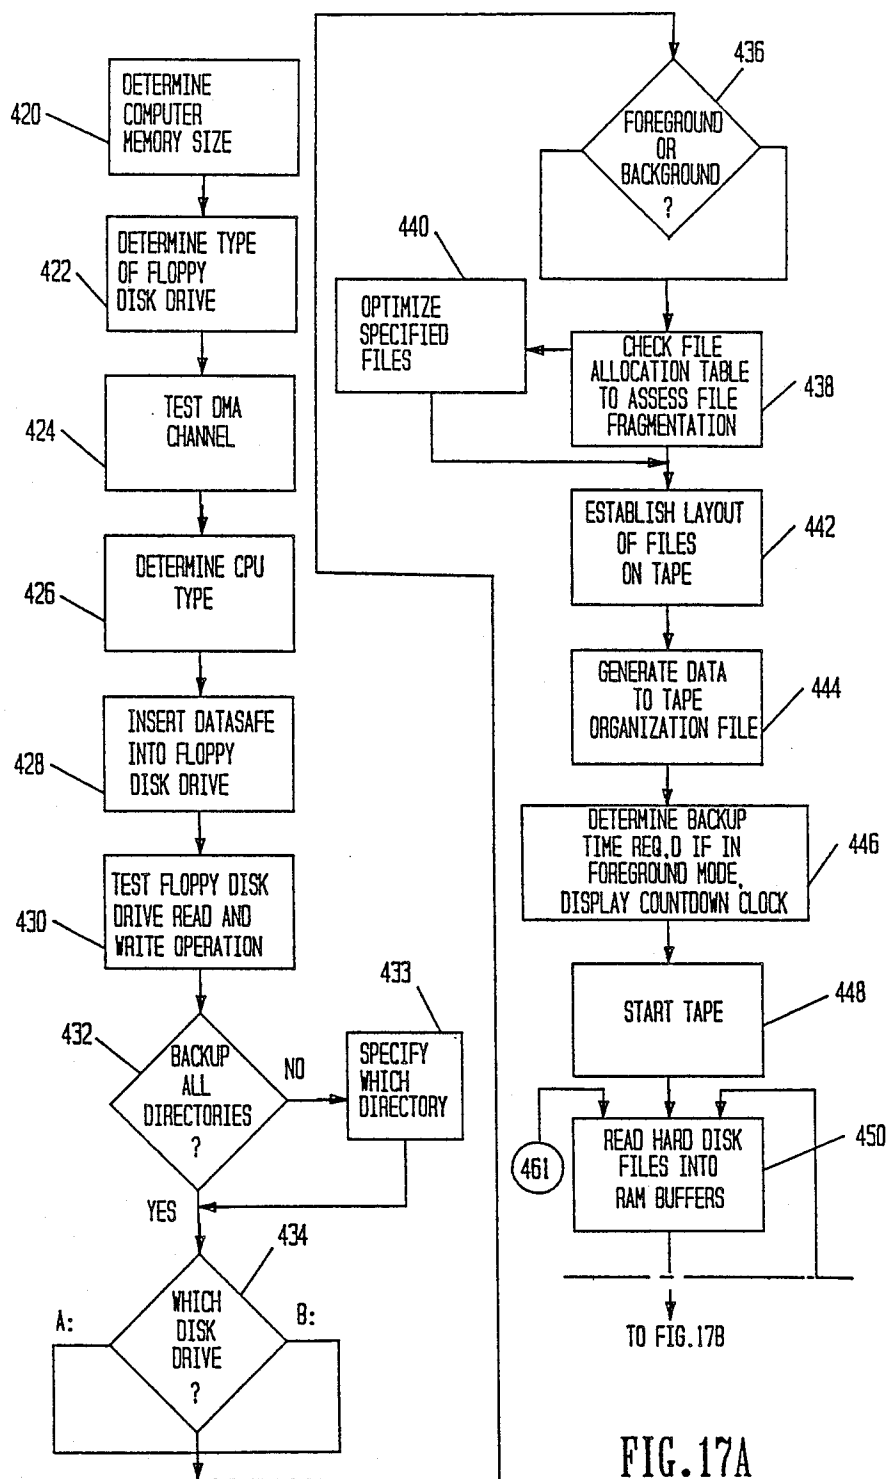 420
DETERMINE
COMPUTER
MEMORY SIZE
422
DETERMINE TYPE
OF FLOPPY
DISK DRIVE
424
TEST DMA
CHANNEL
426
DETERMINE CPU
TYPE
428
INSERT DATASAFE
INTO FLOPPY
DISK DRIVE
430
TEST FLOPPY DISK
DRIVE READ AND
WRITE OPERATION
432
BACKUP
ALL
DIRECTORIES
?
NO
433
SPECIFY
WHICH
DIRECTORY
YES
434
WHICH
DISK
DRIVE
?
A:
B:
436
FOREGROUND
OR
BACKGROUND
?
438
CHECK FILE
ALLOCATION TABLE
TO ASSESS FILE
FRAGMENTATION
440
OPTIMIZE
SPECIFIED
FILES
442
ESTABLISH LAYOUT
OF FILES
ON TAPE
444
GENERATE DATA
TO TAPE
ORGANIZATION FILE
446
DETERMINE BACKUP
TIME REQ,D IF IN
FOREGROUND MODE,
DISPLAY COUNTDOWN CLOCK
448
START TAPE
450
READ HARD DISK
FILES INTO
RAM BUFFERS
461
TO FIG.17B
FIG.17A